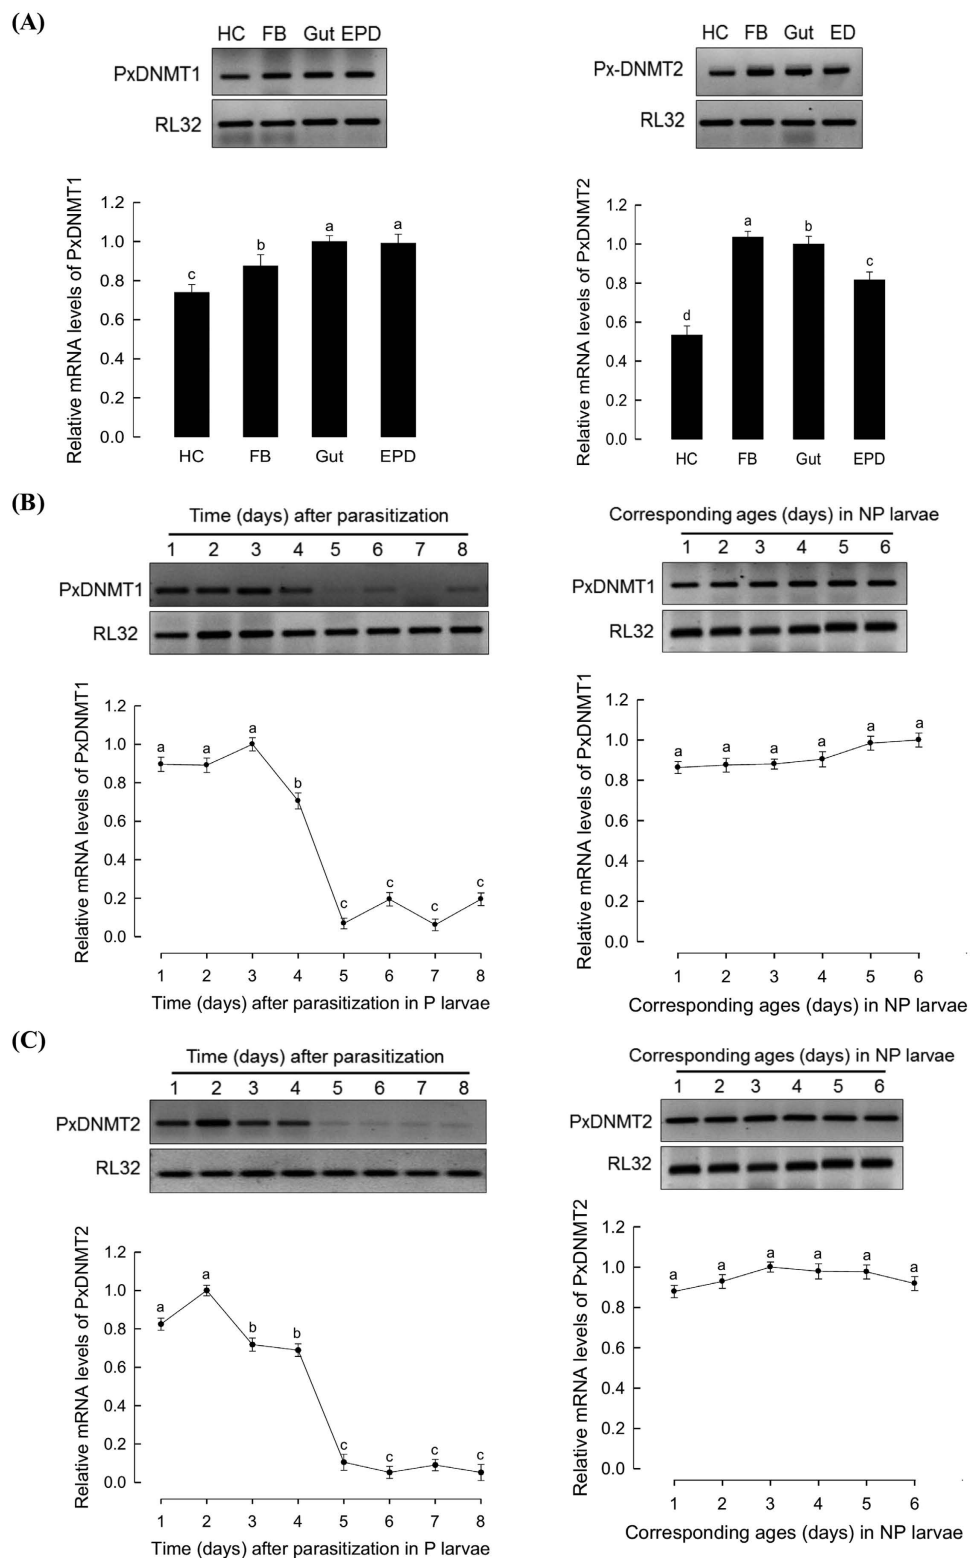 (A)
HC FB Gut EPD
PxDNMT1
RL32
Relative mRNA levels of PxDNMT1
1.2
1.0
0.8
0.6
0.4
0.2
0.0
c
b
a
a
HC FB Gut EPD
HC FB Gut ED
Px-DNMT2
RL32
Relative mRNA levels of PxDNMT2
1.2
1.0
0.8
0.6
0.4
0.2
0.0
d
a
b
c
HC FB Gut EPD
(B)
Time (days) after parasitization
1 2 3 4 5 6 7 8
PxDNMT1
RL32
Relative mRNA levels of PxDNMT1
1.2
1.0
0.8
0.6
0.4
0.2
0.0
a a a b c c c c
1 2 3 4 5 6 7 8
Time (days) after parasitization in P larvae
Corresponding ages (days) in NP larvae
1 2 3 4 5 6
PxDNMT1
RL32
Relative mRNA levels of PxDNMT1
1.2
1.0
0.8
0.6
0.4
0.2
0.0
a a a a a a
1 2 3 4 5 6
Corresponding ages (days) in NP larvae
(C)
Time (days) after parasitization
1 2 3 4 5 6 7 8
PxDNMT2
RL32
Relative mRNA levels of PxDNMT2
1.2
1.0
0.8
0.6
0.4
0.2
0.0
a a b b c c c c
1 2 3 4 5 6 7 8
Time (days) after parasitization in P larvae
Corresponding ages (days) in NP larvae
1 2 3 4 5 6
PxDNMT2
RL32
Relative mRNA levels of PxDNMT2
1.2
1.0
0.8
0.6
0.4
0.2
0.0
a a a a a a
1 2 3 4 5 6
Corresponding ages (days) in NP larvae